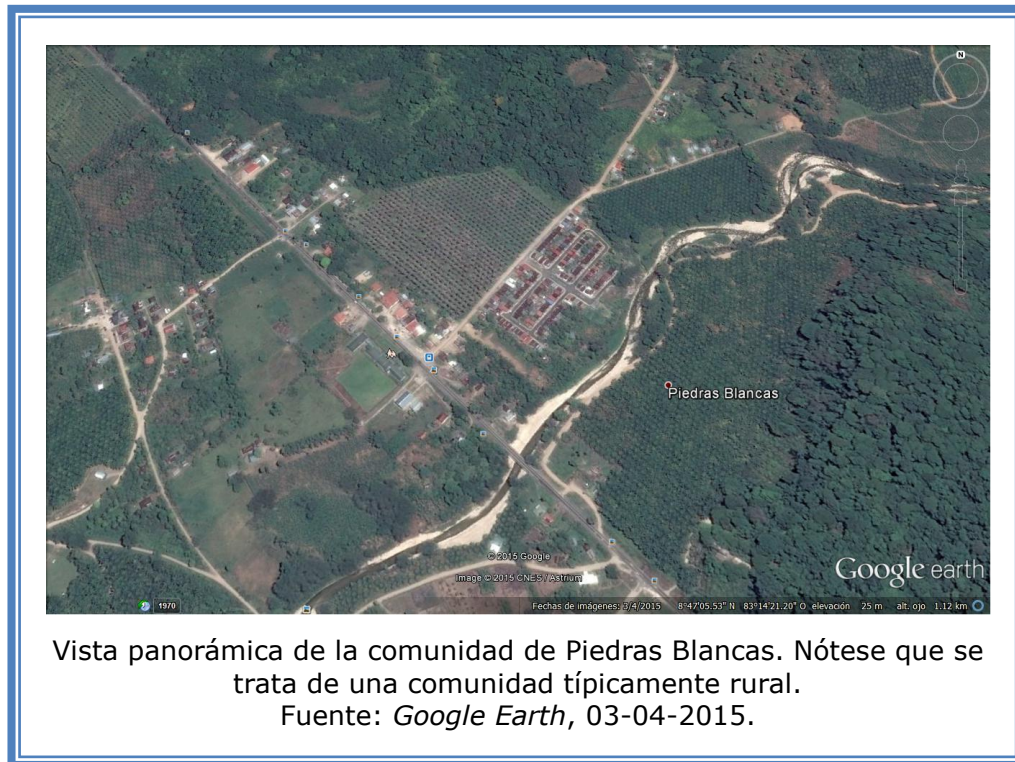 N
Piedras Blancas
© 2015 Google
Image © 2015 CNES / Astrium
Google earth
1970
Fechas de imágenes: 3/4/2015 8°47'05.53" N 83°14'21.20" O elevación 25 m alt. ojo 1.12 km
Vista panorámica de la comunidad de Piedras Blancas. Nótese que se
trata de una comunidad típicamente rural.
Fuente: Google Earth, 03-04-2015.